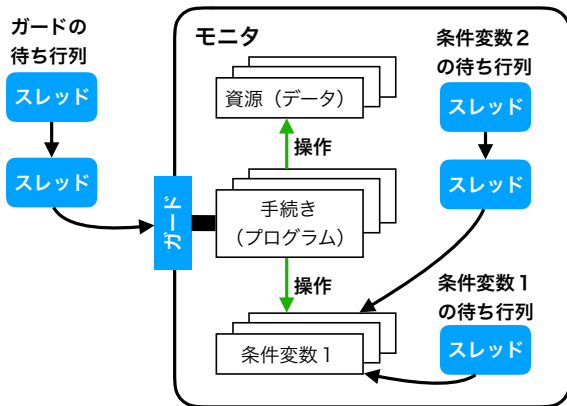 ガードの
待ち行列
スレッド
スレッド
ガード
モニタ
資源（データ）
操作
手続き
（プログラム）
操作
条件変数１
条件変数２
の待ち行列
スレッド
スレッド
条件変数１
の待ち行列
スレッド